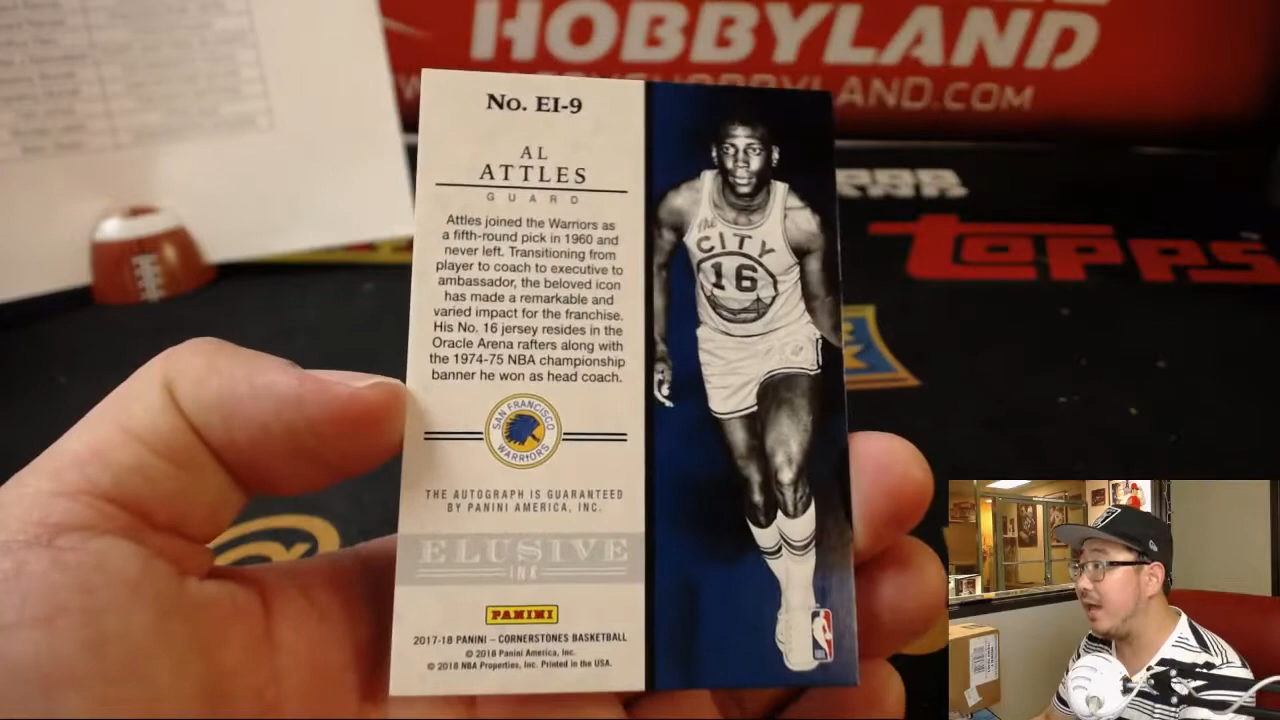 HOBBYLAND
HOBBYLAND.COM
TOPPS
No. EI-9
AL
ATTLES
GUARD
Attles joined the Warriors as
a fifth-round pick in 1960 and
never left. Transitioning from
player to coach to executive to
ambassador, the beloved icon
has made a remarkable and
varied impact for the franchise.
His No. 16 jersey resides in the
Oracle Arena rafters along with
the 1974-75 NBA championship
banner he won as head coach.
SAN FRANCISCO
WARRIORS
THE AUTOGRAPH IS GUARANTEED
BY PANINI AMERICA, INC.
ELUSIVE
INK
PANINI
2017-18 PANINI – CORNERSTONES BASKETBALL
© 2018 Panini America, Inc.
© 2018 NBA Properties, Inc. Printed in the USA.
The
CITY
16